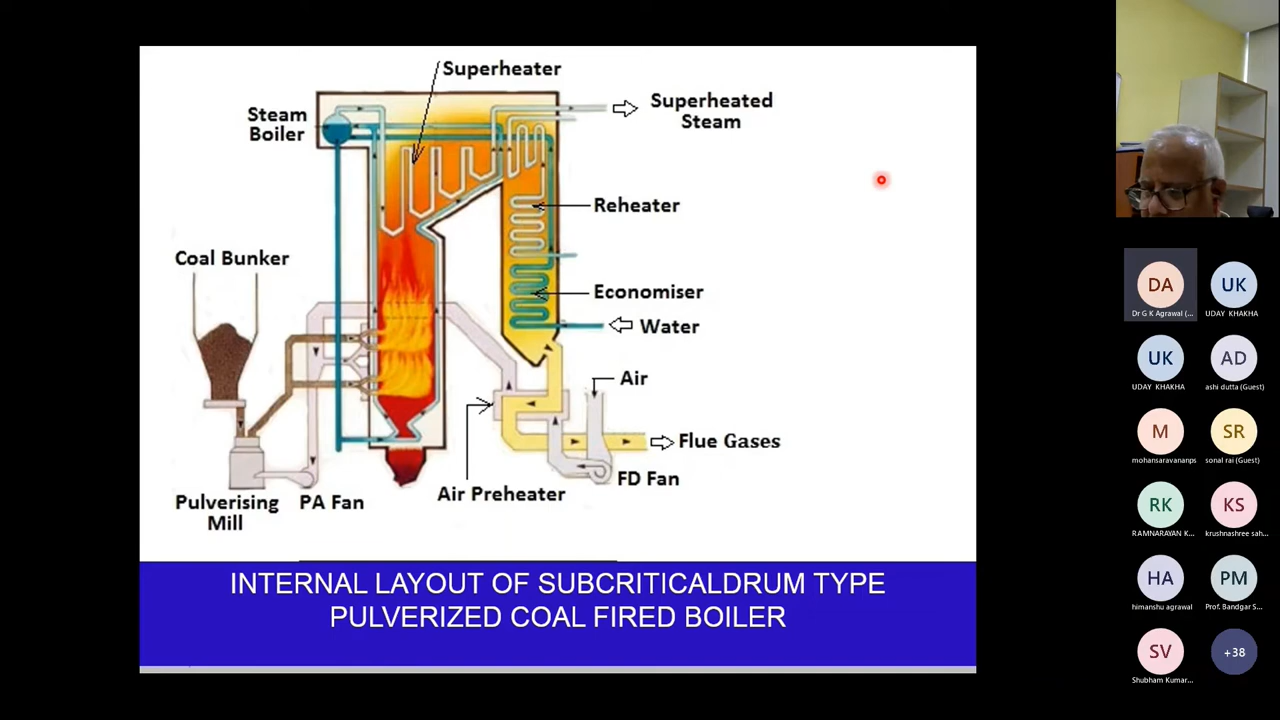 Superheater
Steam
Boiler
Superheated
Steam
Reheater
Coal Bunker
Economiser
Water
Air
Flue Gases
FD Fan
Air Preheater
Pulverising
Mill
PA Fan
INTERNAL LAYOUT OF SUBCRITICALDRUM TYPE
PULVERIZED COAL FIRED BOILER
DA
Dr G K Agrawal (...
UK
UDAY KHAKHA
UK
UDAY KHAKHA
AD
ashi dutta (Guest)
M
mohansaravananps
SR
sonal rai (Guest)
RK
RAMNARAYAN K...
KS
krushnashree sah...
HA
himanshu agrawal
PM
Prof. Bandgar S...
SV
Shubham Kumar...
+38